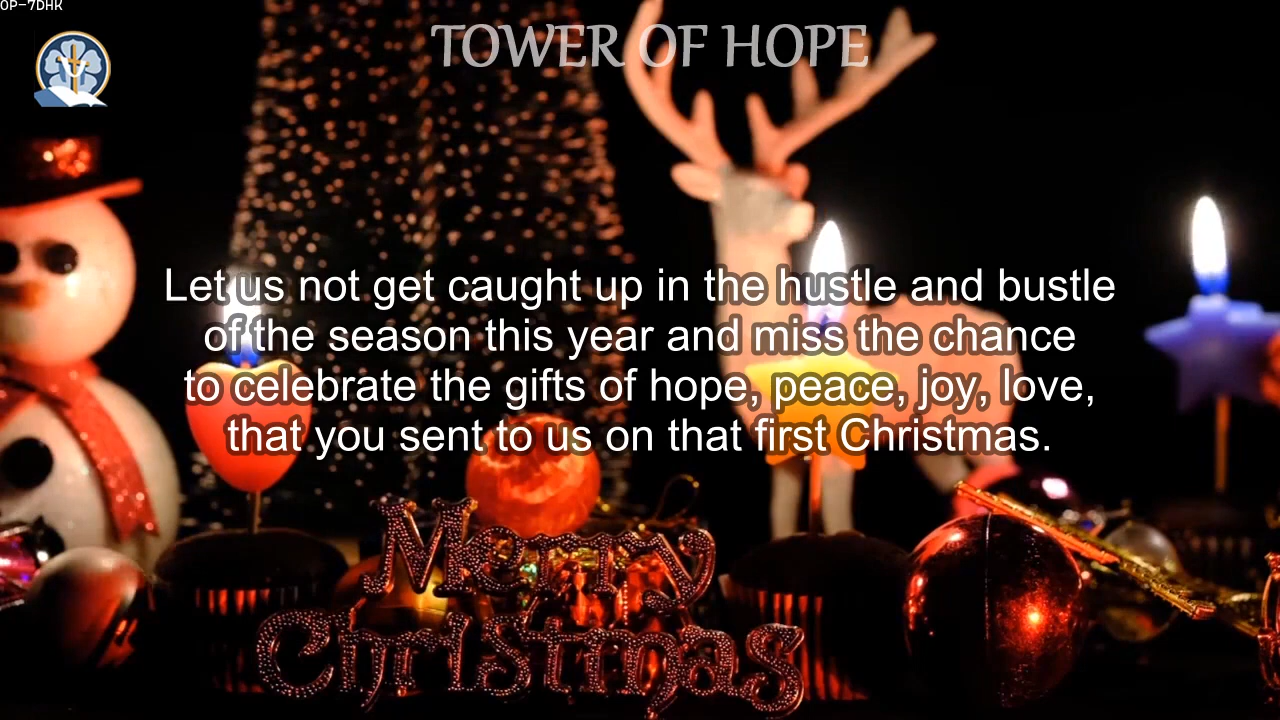 OP-7DHK
TOWER OF HOPE
Let us not get caught up in the hustle and bustle
of the season this year and miss the chance
to celebrate the gifts of hope, peace, joy, love,
that you sent to us on that first Christmas.
Merry
Christmas